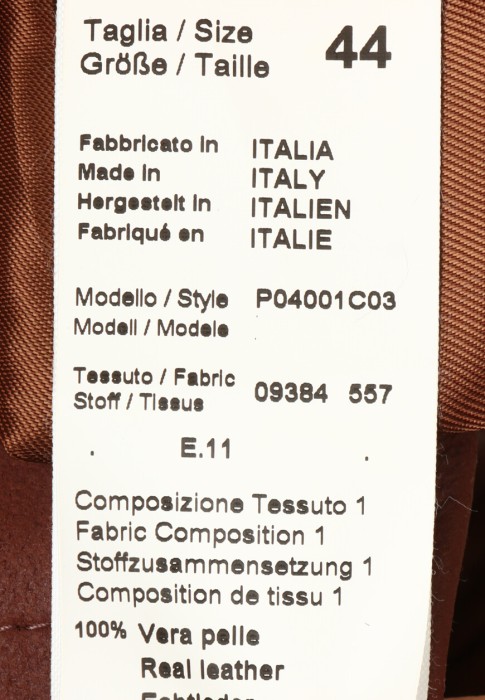 Taglia / Size 44
Größe / Taille
Fabbricato in ITALIA
Made in ITALY
Hergestelt in ITALIEN
Fabriqué en ITALIE
Modello / Style P04001C03
Modell / Modele
Tessuto / Fabric 09384 557
Stoff / Tissus
E.11
Composizione Tessuto 1
Fabric Composition 1
Stoffzusammensetzung 1
Composition de tissu 1
100% Vera pelle
Real leather